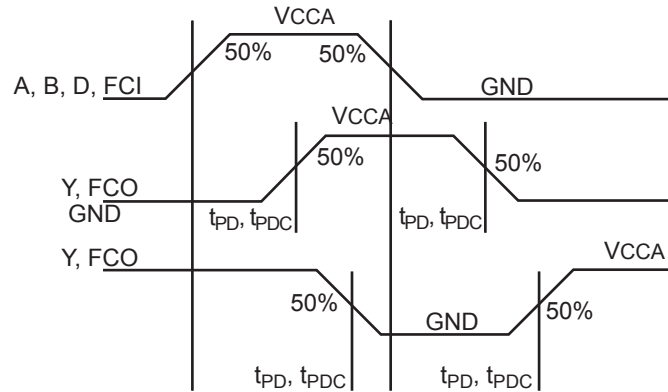 VCCA
50% 50%
A, B, D, FCI
GND
VCCA
50% 50%
Y, FCO
GND
tPD, tPDC tPD, tPDC
Y, FCO
VCCA
50% GND 50%
tPD, tPDC tPD, tPDC